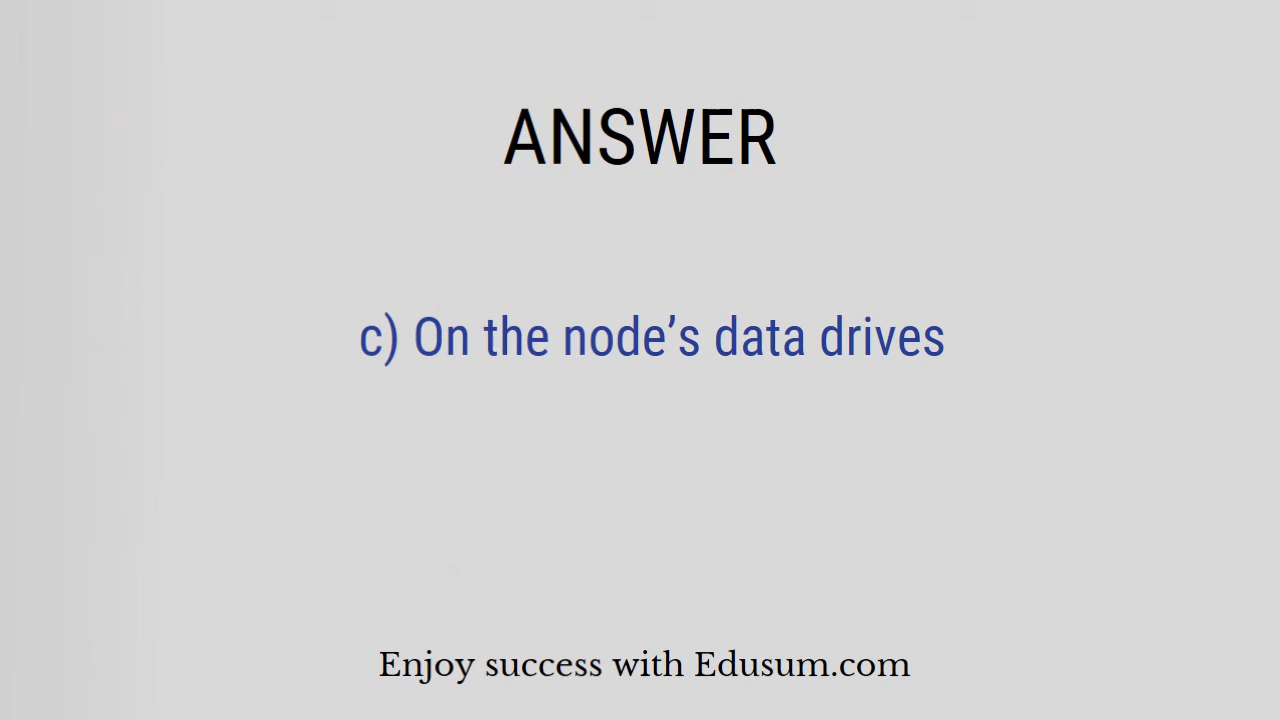 ANSWER
c) On the node’s data drives
Enjoy success with Edusum.com